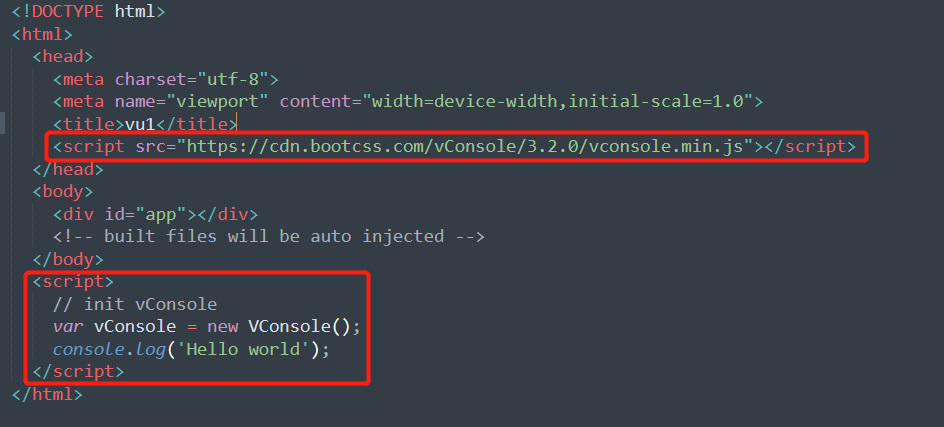 <!DOCTYPE html>
<html>
<head>
<meta charset="utf-8">
<meta name="viewport" content="width=device-width,initial-scale=1.0">
<title>vu1</title>
<script src="https://cdn.bootcss.com/vConsole/3.2.0/vconsole.min.js"></script>
</head>
<body>
<div id="app"></div>
<!-- built files will be auto injected -->
</body>
<script>
// init vConsole
var vConsole = new VConsole();
console.log('Hello world');
</script>
</html>